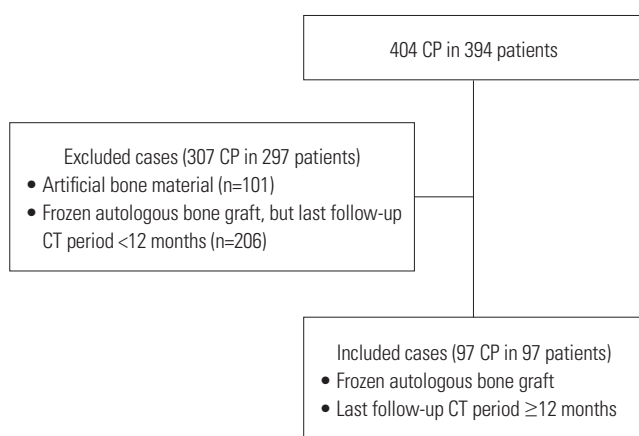 404 CP in 394 patients
Excluded cases (307 CP in 297 patients)
• Artificial bone material (n=101)
• Frozen autologous bone graft, but last follow-up
CT period <12 months (n=206)
Included cases (97 CP in 97 patients)
• Frozen autologous bone graft
• Last follow-up CT period ≥12 months